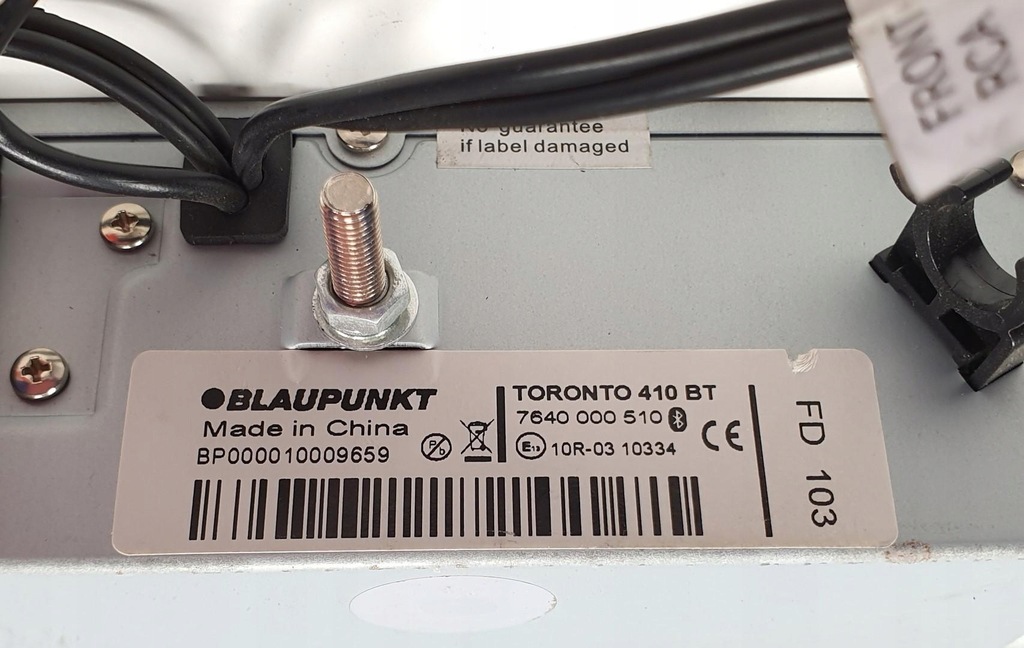 FRONT
RCA
No guarantee
if label damaged
BLAUPUNKT
Made in China
BP000010009659
P/b
TORONTO 410 BT
7640 000 510
E13 10R-03 10334
CE
FD 103